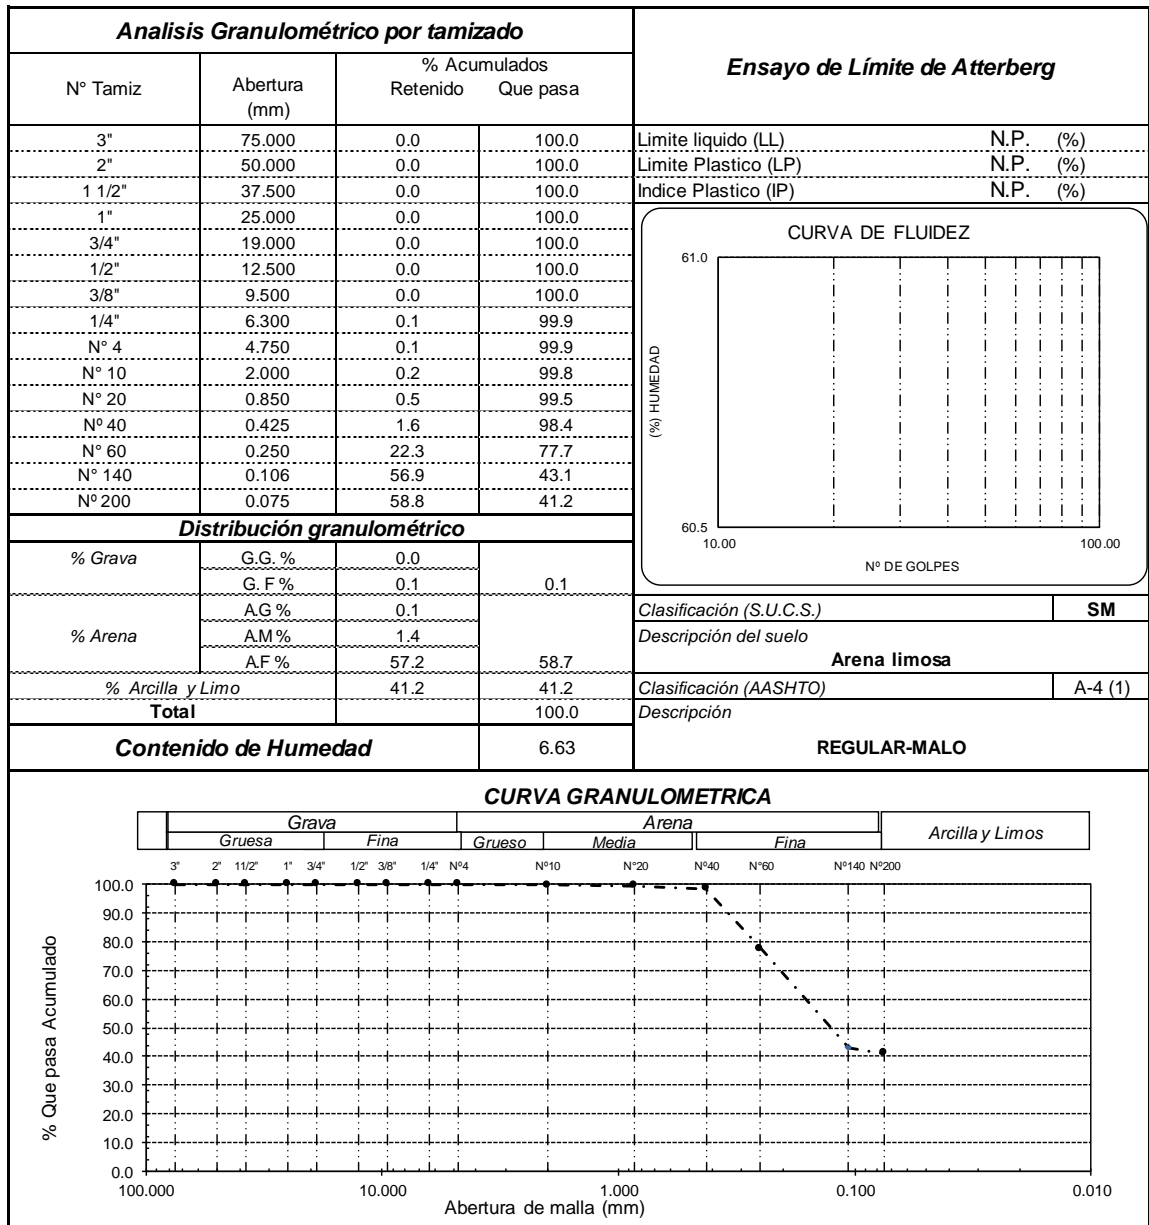 Analisis Granulométrico por tamizado
N° Tamiz Abertura (mm) % Acumulados Retenido Que pasa
Ensayo de Límite de Atterberg
3" 75.000 0.0 100.0 Limite liquido (LL) N.P. (%)
2" 50.000 0.0 100.0 Limite Plastico (LP) N.P. (%)
1 1/2" 37.500 0.0 100.0 Indice Plastico (IP) N.P. (%)
1" 25.000 0.0 100.0
3/4" 19.000 0.0 100.0
1/2" 12.500 0.0 100.0
3/8" 9.500 0.0 100.0
1/4" 6.300 0.1 99.9
N° 4 4.750 0.1 99.9
N° 10 2.000 0.2 99.8
N° 20 0.850 0.5 99.5
Nº 40 0.425 1.6 98.4
N° 60 0.250 22.3 77.7
N° 140 0.106 56.9 43.1
Nº 200 0.075 58.8 41.2
CURVA DE FLUIDEZ
61.0
(%) HUMEDAD
60.5
10.00 100.00
Nº DE GOLPES
Distribución granulométrico
% Grava G.G. % 0.0
G. F % 0.1 0.1
A.G % 0.1
% Arena A.M % 1.4
A.F % 57.2 58.7
% Arcilla y Limo 41.2 41.2
Total 100.0
Contenido de Humedad 6.63
Clasificación (S.U.C.S.) SM
Descripción del suelo
Arena limosa
Clasificación (AASHTO) A-4 (1)
Descripción
REGULAR-MALO
CURVA GRANULOMETRICA
Grava Arena Arcilla y Limos
Gruesa Fina Grueso Media Fina
3" 2" 11/2" 1" 3/4" 1/2" 3/8" 1/4" Nº4 N°10 N°20 Nº40 N°60 N°140 N°200
% Que pasa Acumulado
100.0
90.0
80.0
70.0
60.0
50.0
40.0
30.0
20.0
10.0
0.0
100.000 10.000 1.000 0.100 0.010
Abertura de malla (mm)